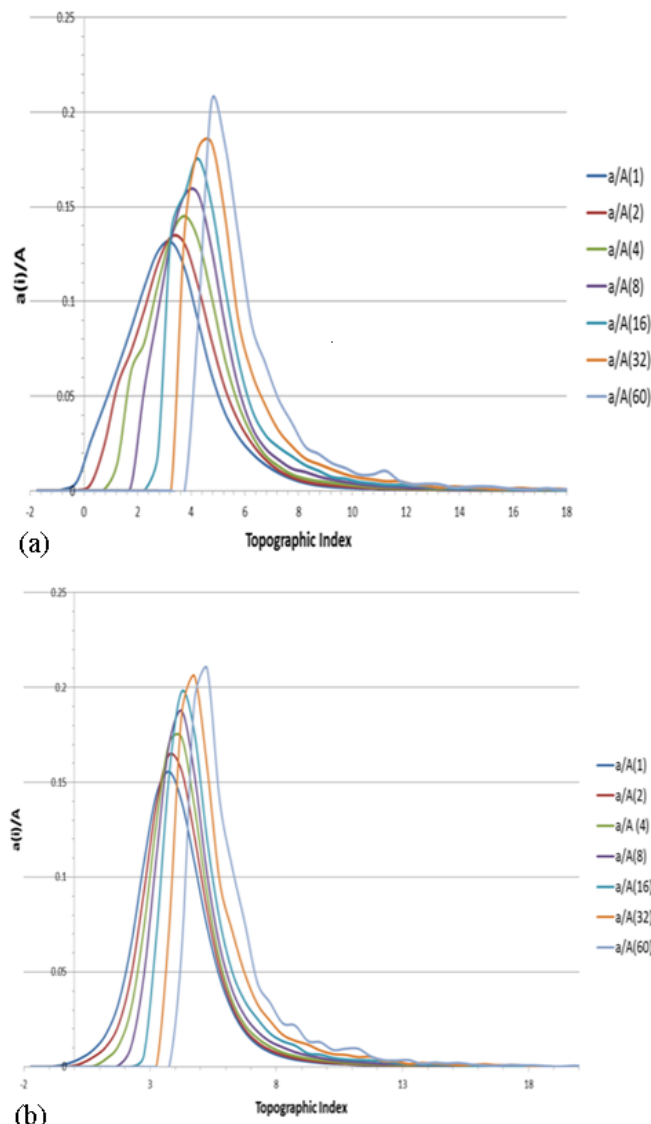 0.25
0.2
0.15
0.1
0.05
0
a(i)/A
-2 0 2 4 6 8 10 12 14 16 18
Topographic Index
a/A(1)
a/A(2)
a/A(4)
a/A(8)
a/A(16)
a/A(32)
a/A(60)
(a)
0.25
0.2
0.15
0.1
0.05
0
a(i)/A
-2 3 8 13 18
Topographic Index
a/A(1)
a/A(2)
a/A (4)
a/A(8)
a/A(16)
a/A(32)
a/A(60)
(b)